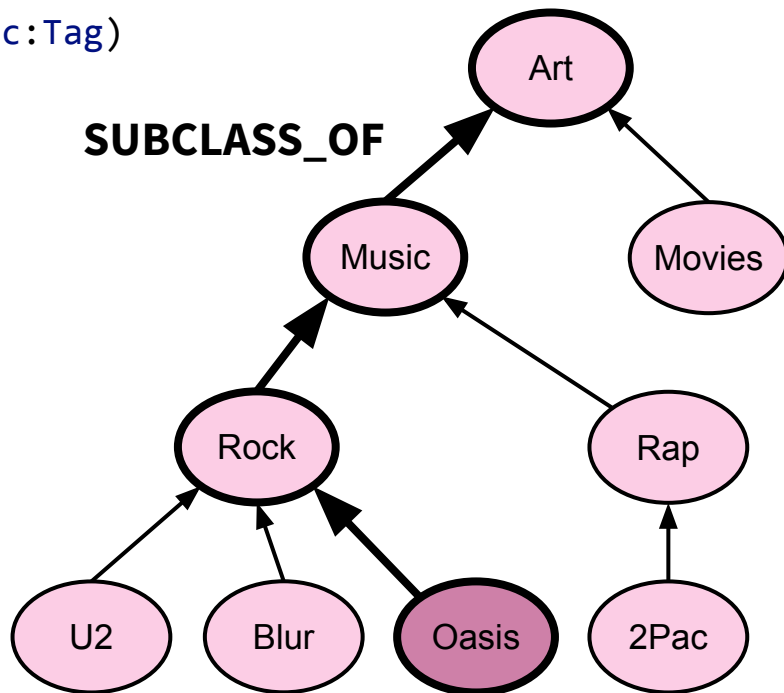 c:Tag)
Art
SUBCLASS_OF
Music
Movies
Rock
Rap
U2
Blur
Oasis
2Pac